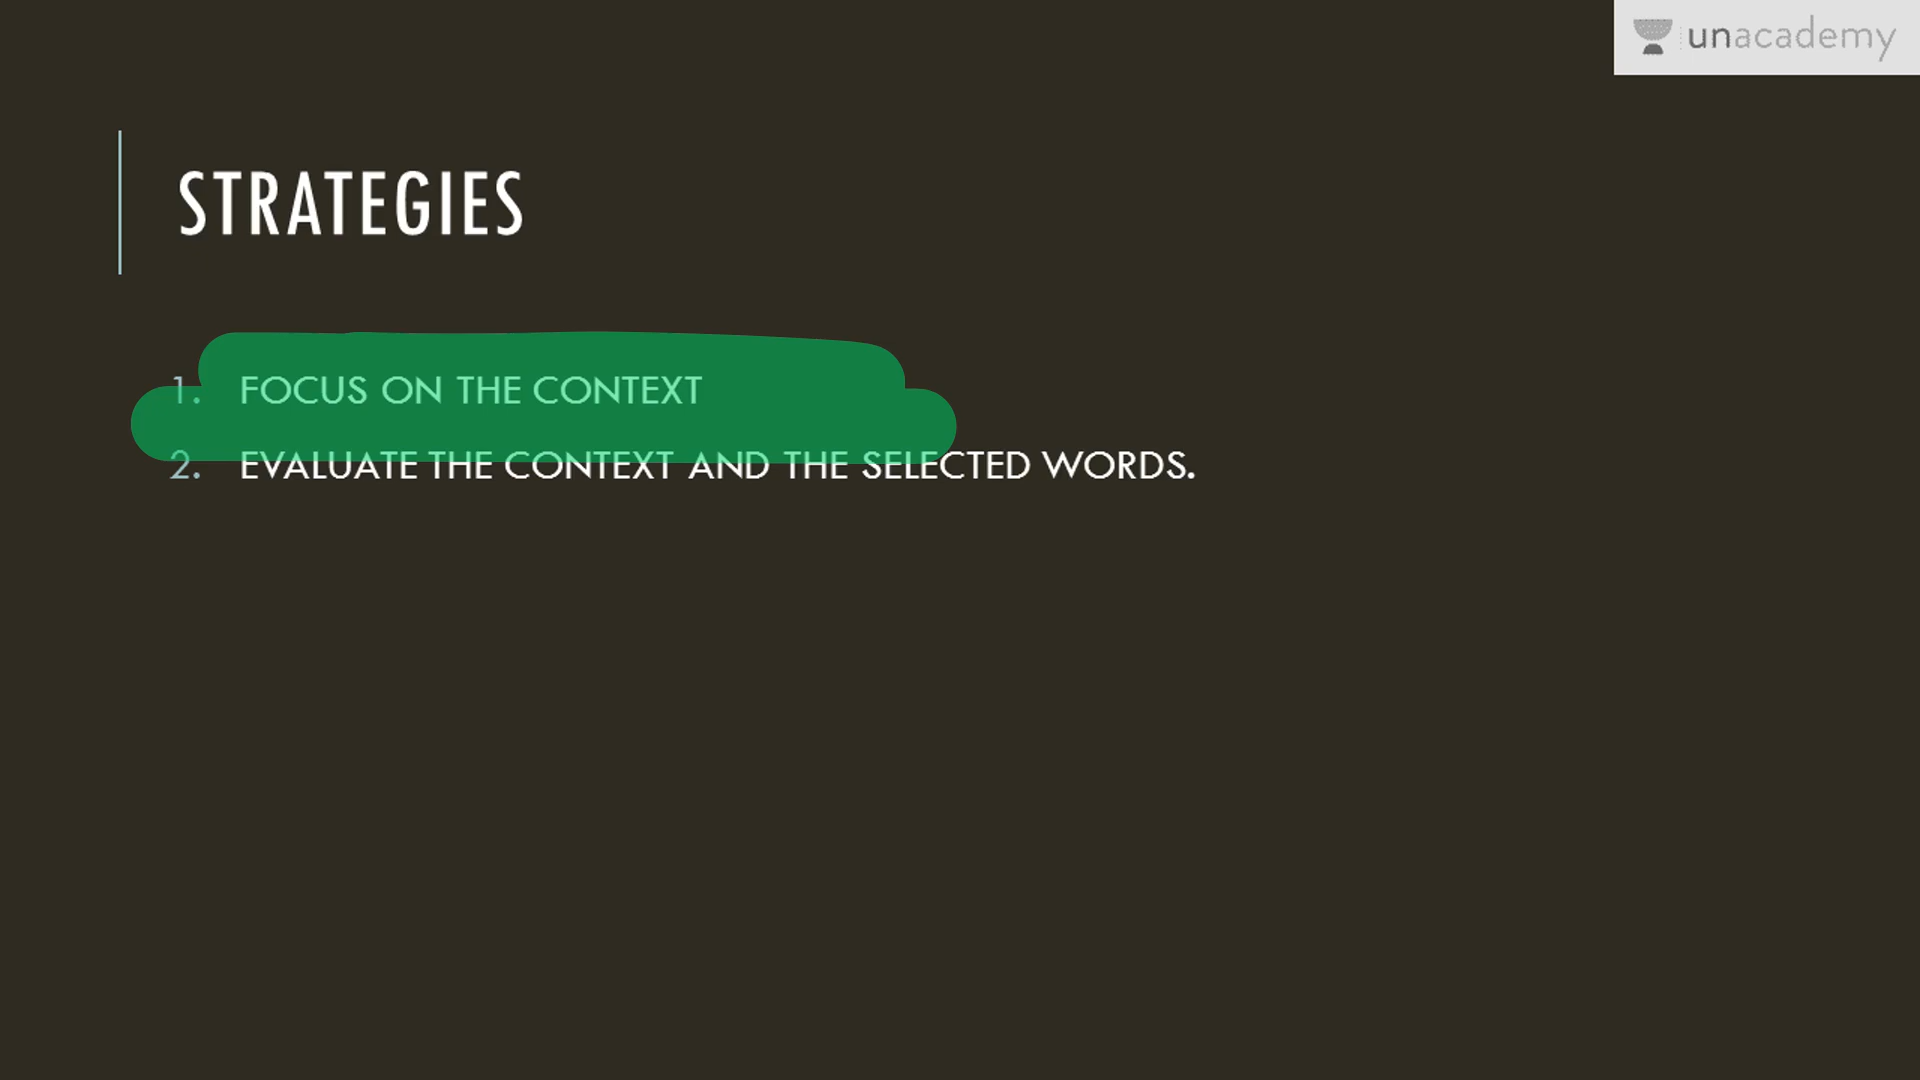 unacademy
STRATEGIES
1. FOCUS ON THE CONTEXT
2. EVALUATE THE CONTEXT AND THE SELECTED WORDS.